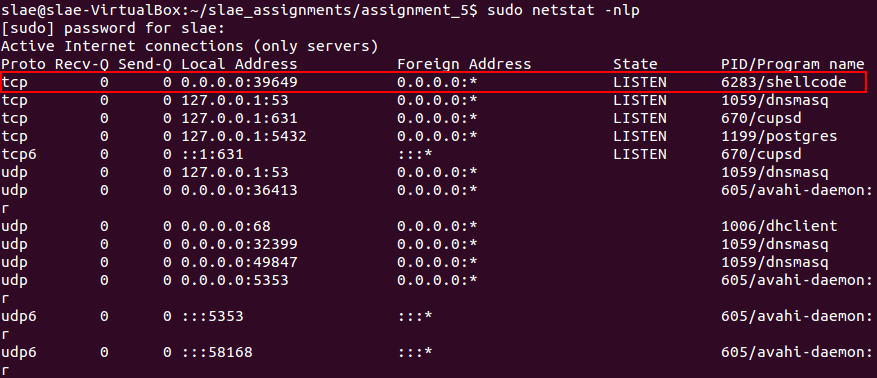 slae@slae-VirtualBox:~/slae_assignments/assignment_5$ sudo netstat -nlp
[sudo] password for slae:
Active Internet connections (only servers)
Proto Recv-Q Send-Q Local Address           Foreign Address         State       PID/Program name
tcp        0      0 0.0.0.0:39649           0.0.0.0:*               LISTEN      6283/shellcode
tcp        0      0 127.0.0.1:53            0.0.0.0:*               LISTEN      1059/dnsmasq
tcp        0      0 127.0.0.1:631           0.0.0.0:*               LISTEN      670/cupsd
tcp        0      0 127.0.0.1:5432          0.0.0.0:*               LISTEN      1199/postgres
tcp6       0      0 ::1:631                 :::*                    LISTEN      670/cupsd
udp        0      0 127.0.0.1:53            0.0.0.0:*                           1059/dnsmasq
udp        0      0 0.0.0.0:36413           0.0.0.0:*                           605/avahi-daemon:
r
udp        0      0 0.0.0.0:68              0.0.0.0:*                           1006/dhclient
udp        0      0 0.0.0.0:32399           0.0.0.0:*                           1059/dnsmasq
udp        0      0 0.0.0.0:49847           0.0.0.0:*                           1059/dnsmasq
udp        0      0 0.0.0.0:5353            0.0.0.0:*                           605/avahi-daemon:
r
udp6       0      0 :::5353                 :::*                                605/avahi-daemon:
r
udp6       0      0 :::58168                :::*                                605/avahi-daemon:
r